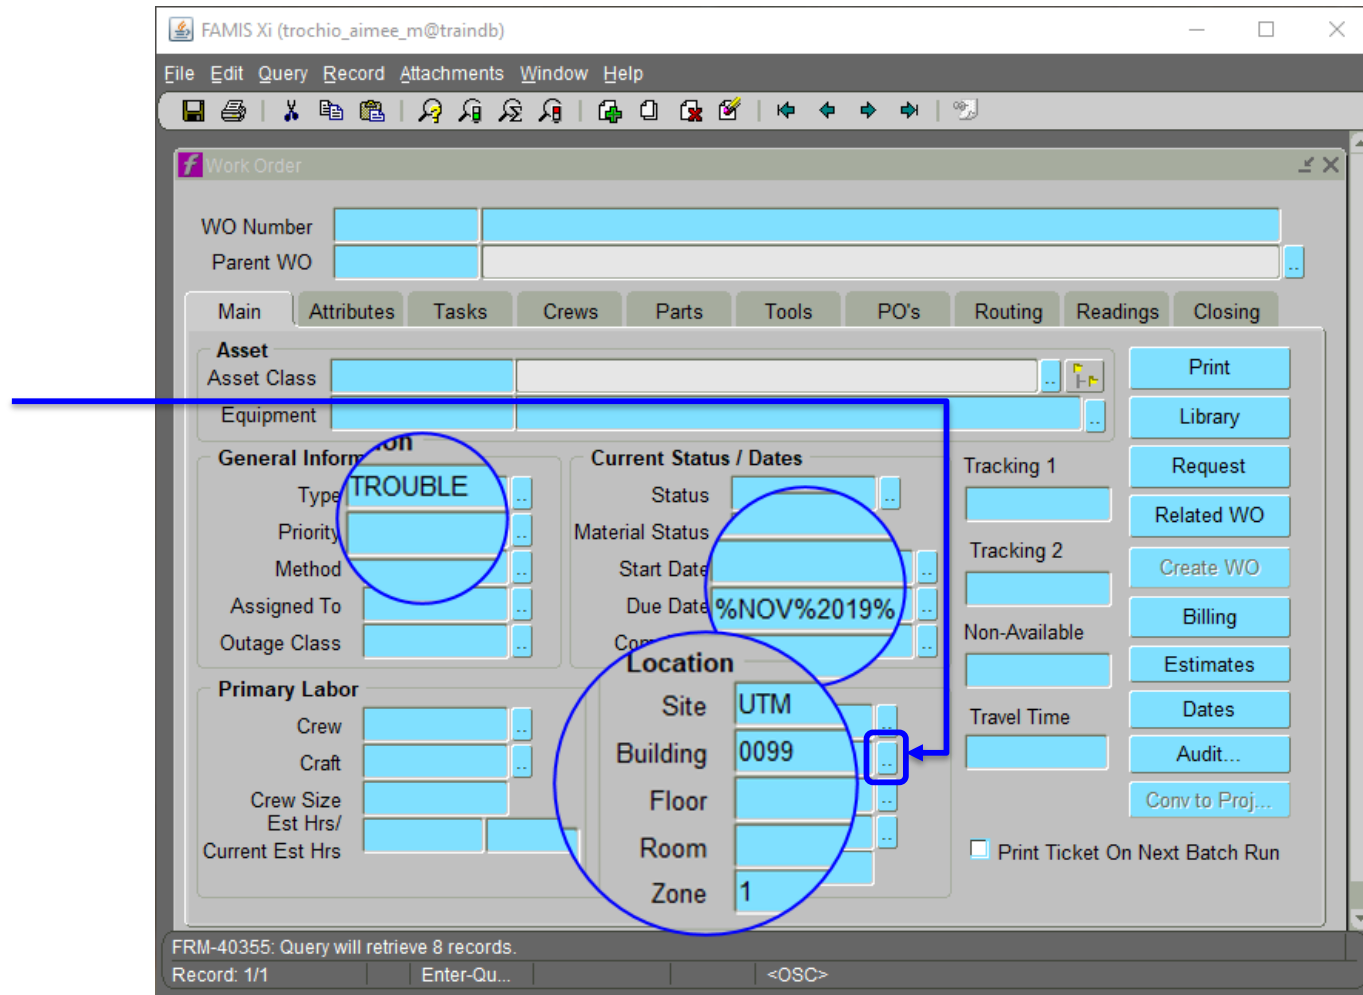 FAMIS Xi (trochio_aimee_m@traindb)
File Edit Query Record Attachments Window Help
Work Order
WO Number
Parent WO
Main Attributes Tasks Crews Parts Tools PO's Routing Readings Closing
Asset
Asset Class
Equipment
Print
Library
Request
Related WO
Create WO
Billing
Estimates
Dates
Audit...
Conv to Proj...
General Inform
Type TROUBLE
Priority
Method
Assigned To
Outage Class
Current Status / Dates
Status
Material Status
Start Date
Due Date %NOV%2019%
Tracking 1
Tracking 2
Non-Available
Travel Time
Primary Labor
Crew
Craft
Crew Size
Est Hrs/
Current Est Hrs
Location
Site UTM
Building 0099
Floor
Room
Zone 1
Print Ticket On Next Batch Run
FRM-40355: Query will retrieve 8 records.
Record: 1/1 Enter-Qu... <OSC>